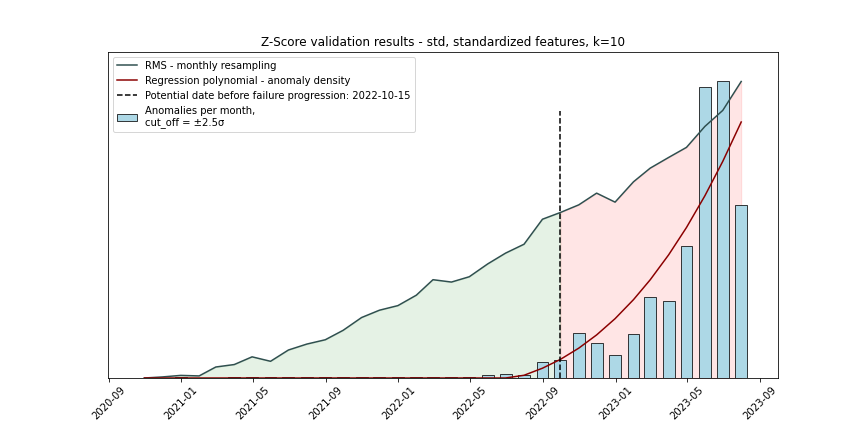 Z-Score validation results - std, standardized features, k=10
RMS - monthly resampling
Regression polynomial - anomaly density
Potential date before failure progression: 2022-10-15
Anomalies per month,
cut_off = ±2.5σ
2020-09
2021-01
2021-05
2021-09
2022-01
2022-05
2022-09
2023-01
2023-05
2023-09